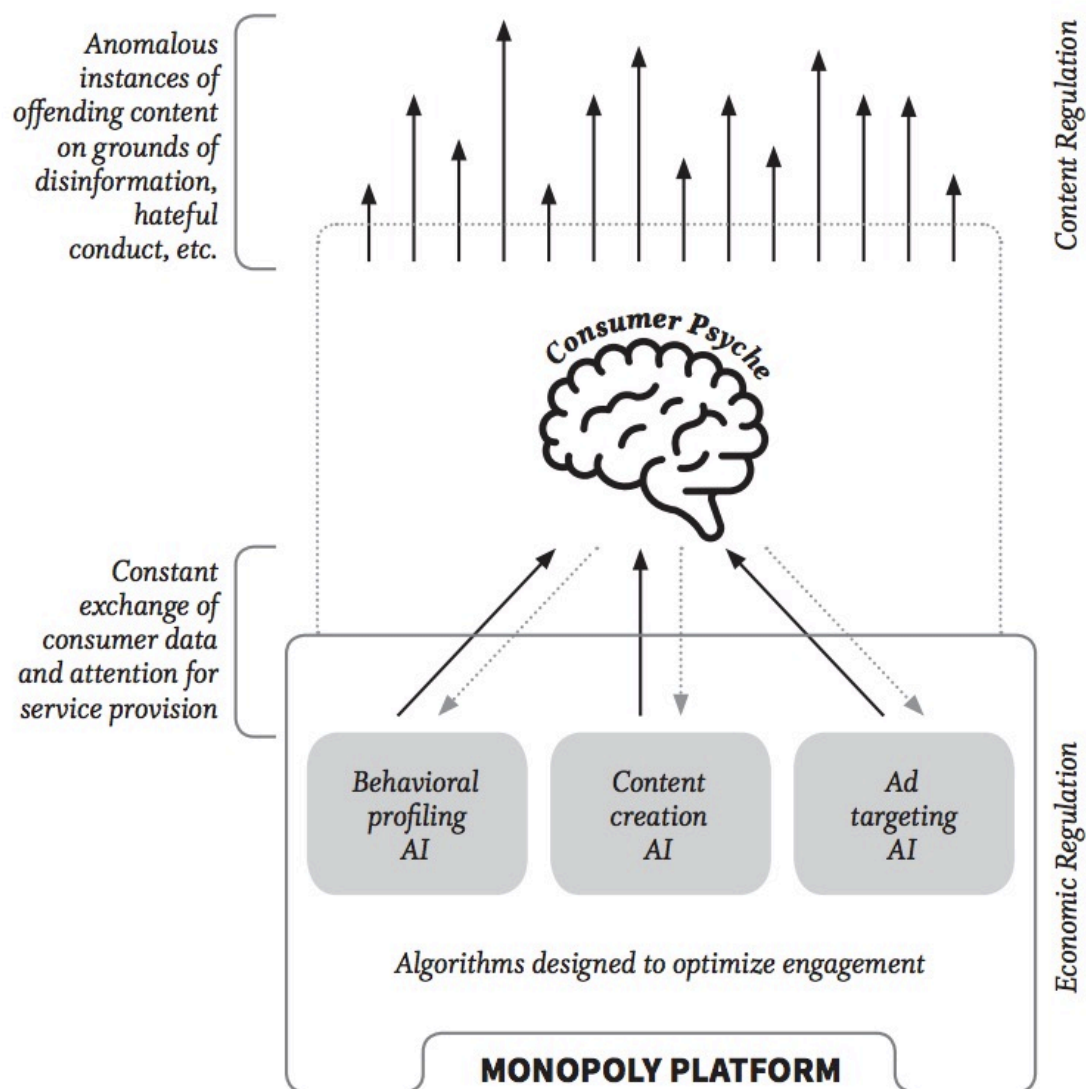 Anomalous
instances of
offending content
on grounds of
disinformation,
hateful
conduct, etc.
Content Regulation
Consumer Psyche
Constant
exchange of
consumer data
and attention for
service provision
Behavioral
profiling
AI
Content
creation
AI
Ad
targeting
AI
Economic Regulation
Algorithms designed to optimize engagement
MONOPOLY PLATFORM